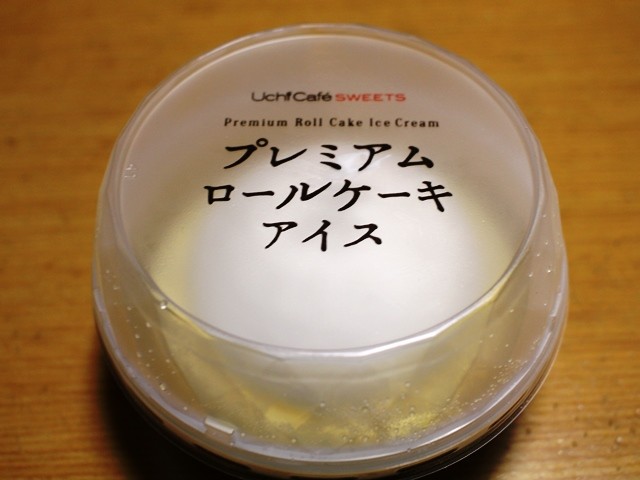 Uchi Café SWEETS
Premium Roll Cake Ice Cream
プレミアム
ロールケーキ
アイス